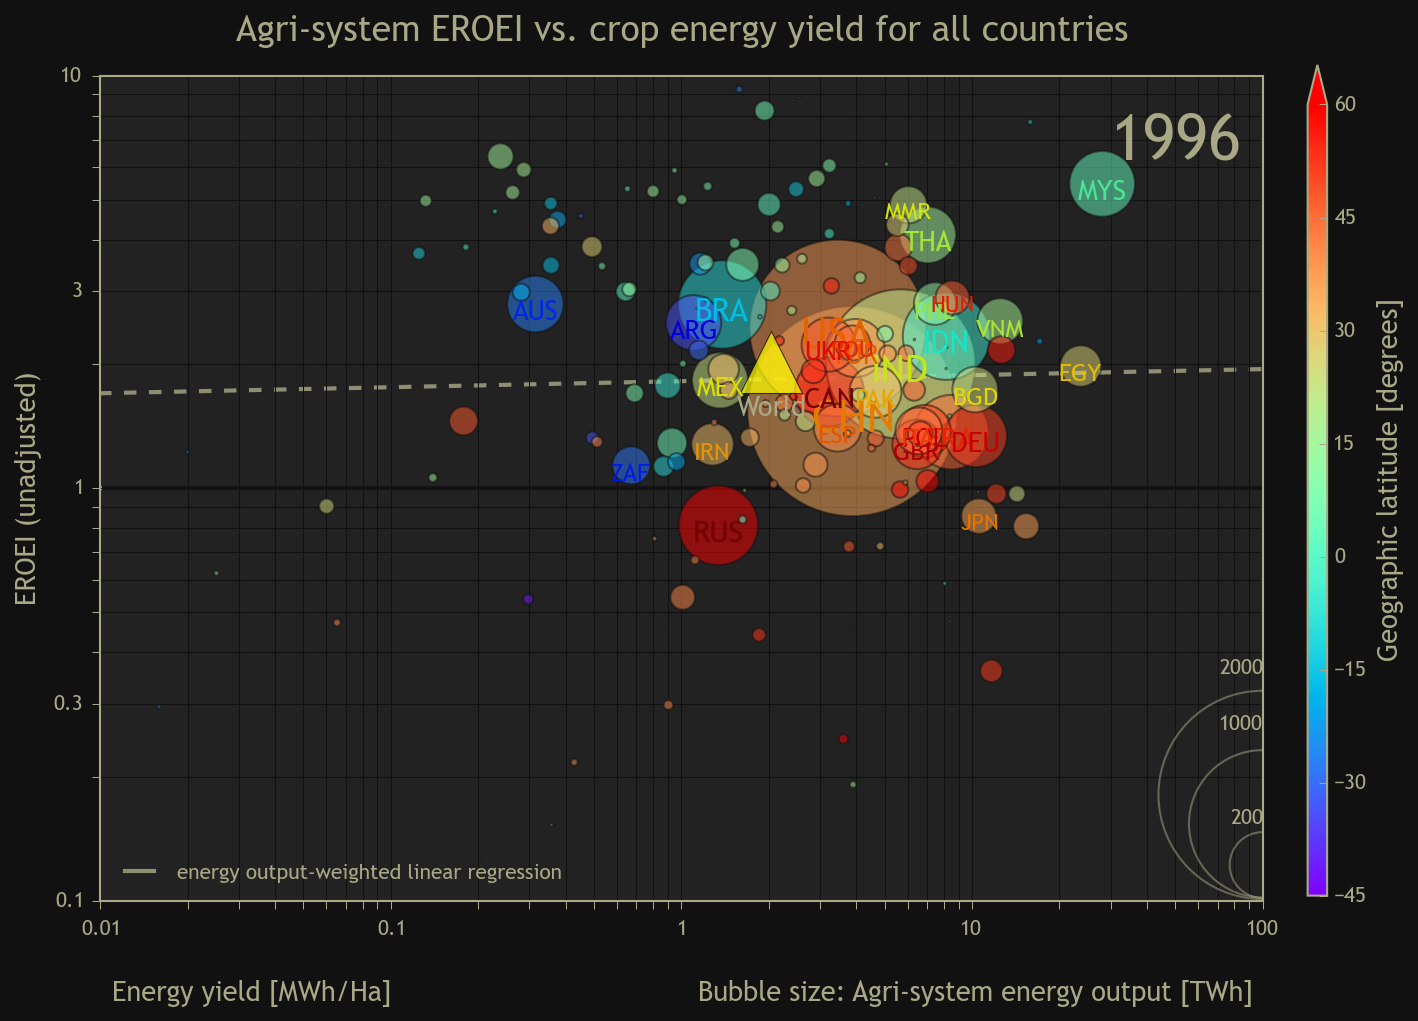 Agri-system EROEI vs. crop energy yield for all countries
1996
10
3
1
0.3
0.1
EROEI (unadjusted)
MYS
MMR
THA
AUS
BRA
ARG
HUN
PHL
VNM
USA
UKR
IDN
IND
MEX
EGY
World
CAN
PAK
BGD
CHN
ESP
IRN
DEU
GBR
ZAF
RUS
JPN
2000
1000
200
energy output-weighted linear regression
0.01
0.1
1
10
100
Energy yield [MWh/Ha]
Bubble size: Agri-system energy output [TWh]
60
45
30
15
0
−15
−30
−45
Geographic latitude [degrees]